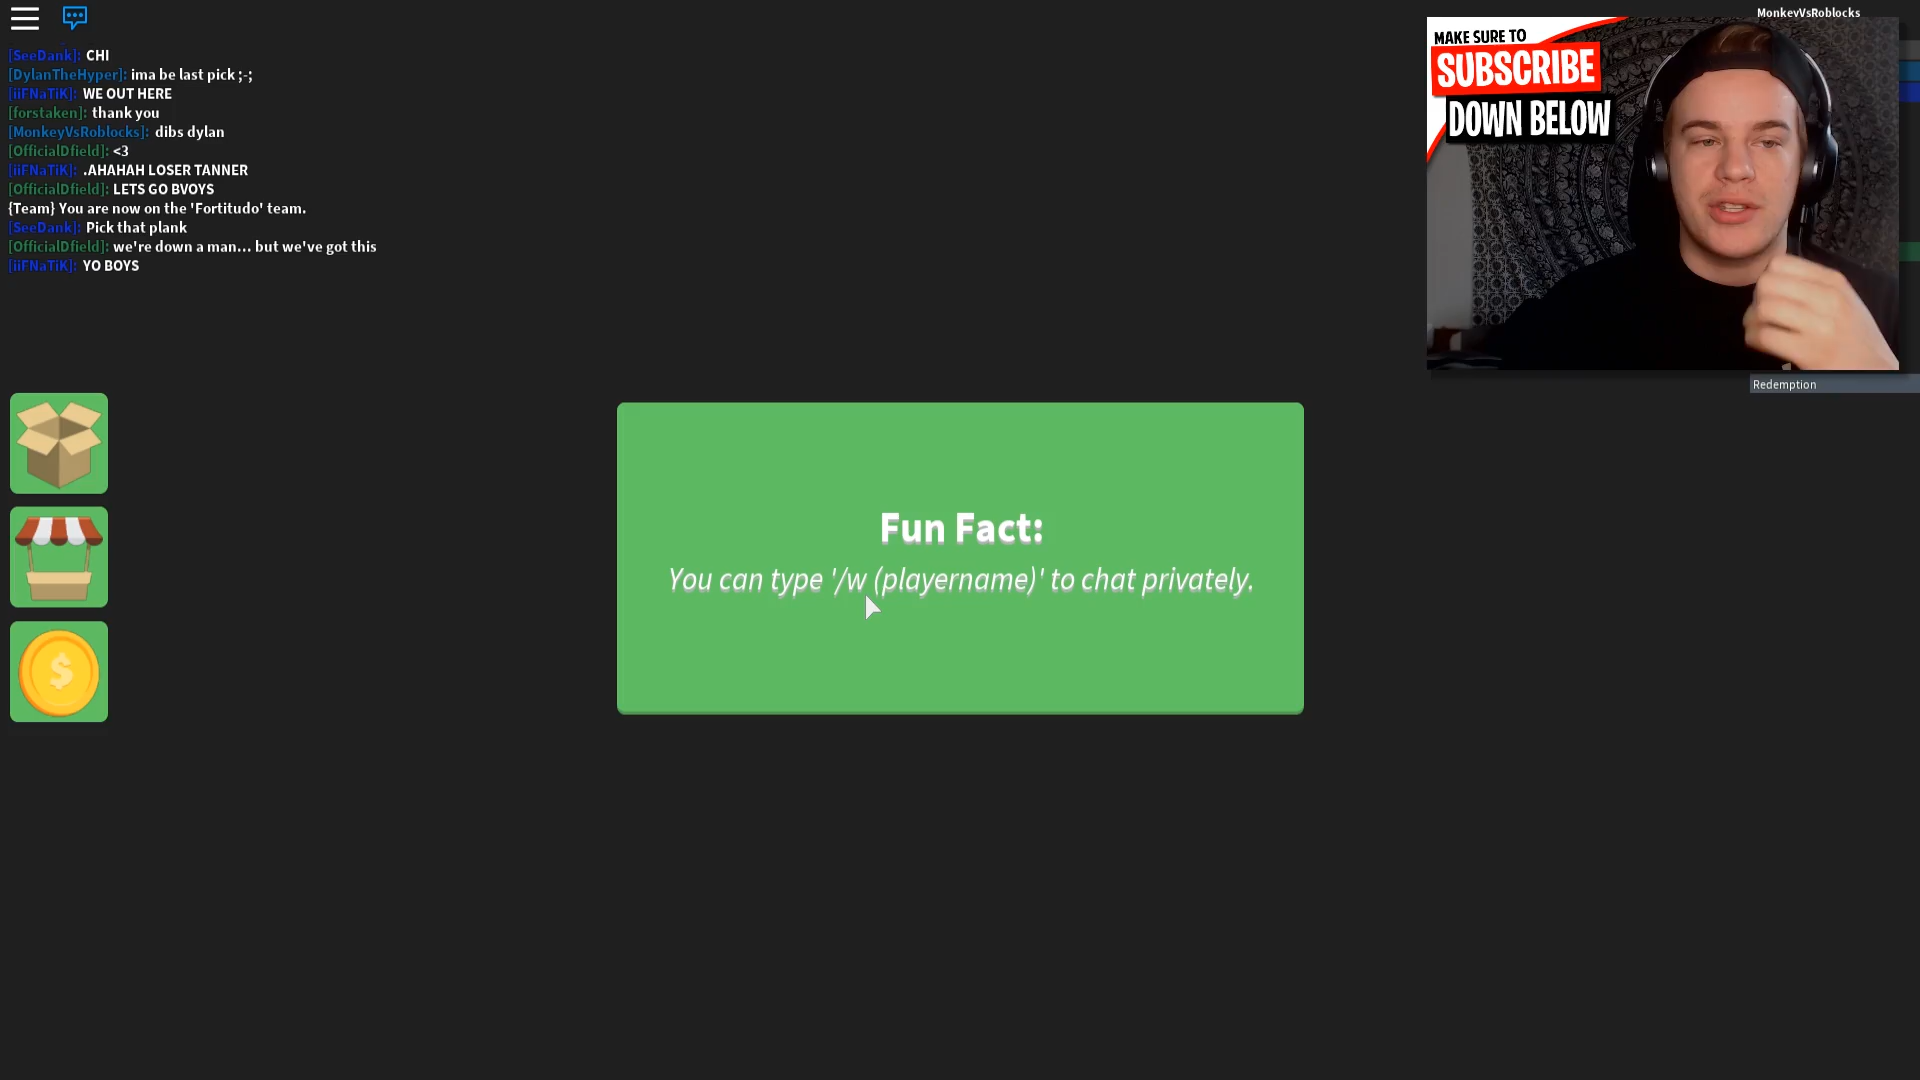 MonkeyVsRoblocks
[SeeDank]: CHI
[DylanTheHyper]: ima be last pick ;-;
[iiFNaTiK]: WE OUT HERE
[forstaken]: thank you
[MonkeyVsRoblocks]: dibs dylan
[OfficialDfield]: <3
[iiFNaTiK]: .AHAHAH LOSER TANNER
[OfficialDfield]: LETS GO BVOYS
{Team} You are now on the 'Fortitudo' team.
[SeeDank]: Pick that plank
[OfficialDfield]: we're down a man... but we've got this
[iiFNaTiK]: YO BOYS
MAKE SURE TO
SUBSCRIBE
DOWN BELOW
Redemption
Fun Fact:
You can type '/w (playername)' to chat privately.
$